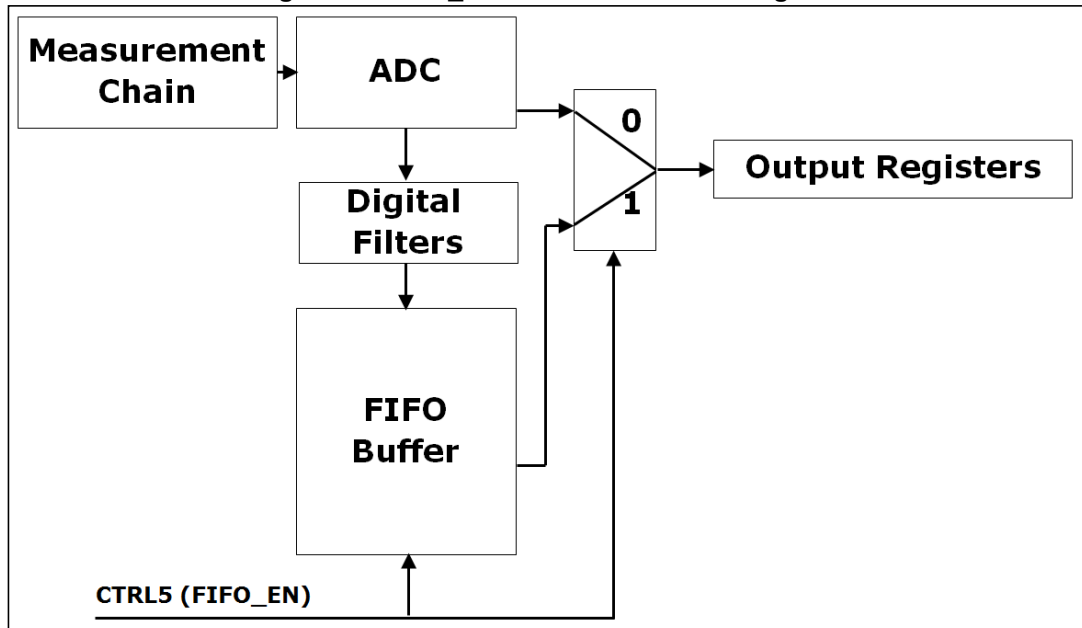 Measurement
Chain
ADC
0
Output Registers
1
Digital
Filters
FIFO
Buffer
CTRL5 (FIFO_EN)